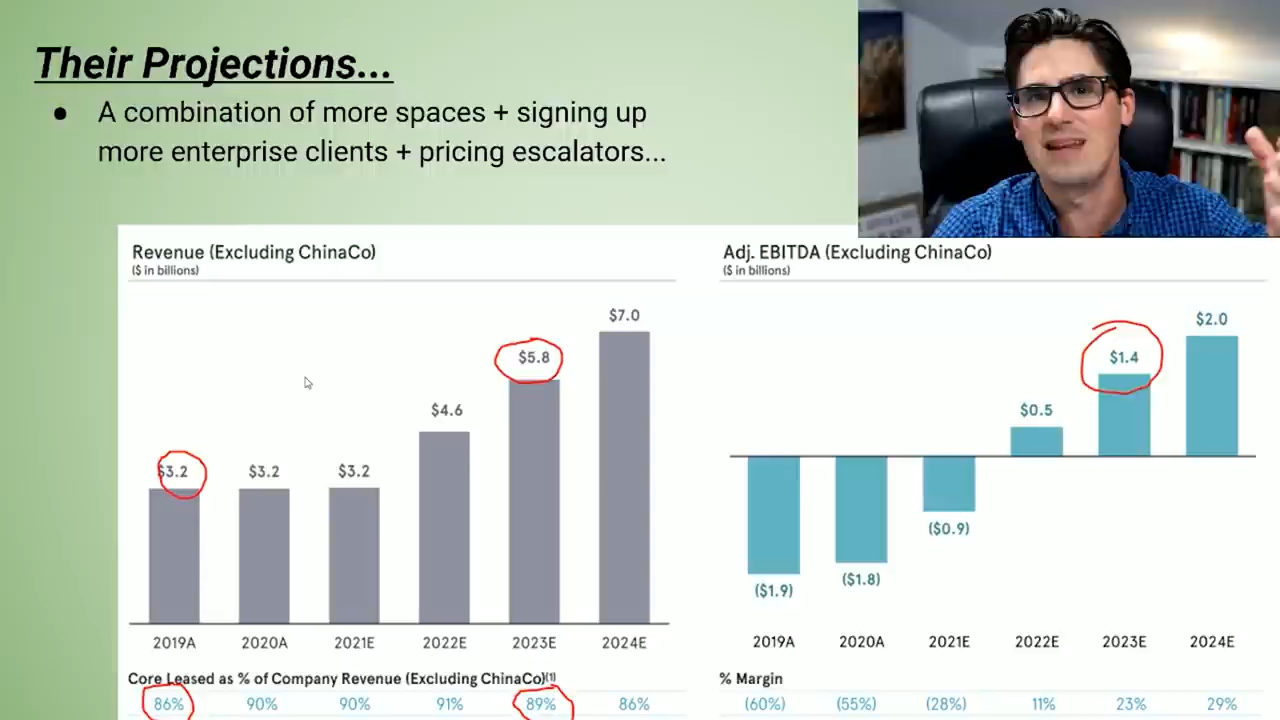 Their Projections...
● A combination of more spaces + signing up
more enterprise clients + pricing escalators...
Revenue (Excluding ChinaCo)
($ in billions)
$3.2
$3.2
$3.2
$4.6
$5.8
$7.0
2019A 2020A 2021E 2022E 2023E 2024E
Core Leased as % of Company Revenue (Excluding ChinaCo)(1)
86% 90% 90% 91% 89% 86%
Adj. EBITDA (Excluding ChinaCo)
($ in billions)
($1.9)
($1.8)
($0.9)
$0.5
$1.4
$2.0
2019A 2020A 2021E 2022E 2023E 2024E
% Margin
(60%) (55%) (28%) 11% 23% 29%